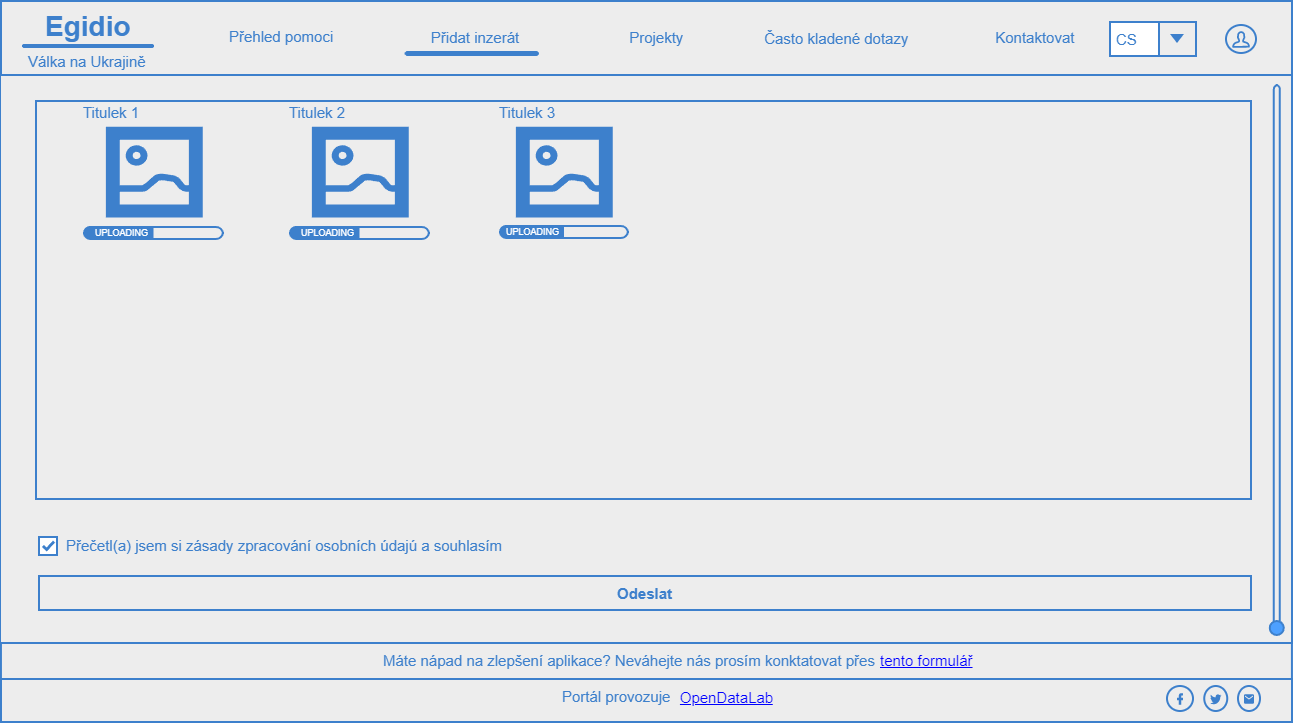 Egidio
Válka na Ukrajině
Přehled pomoci
Přidat inzerát
Projekty
Často kladené dotazy
Kontaktovat
CS
Titulek 1
Titulek 2
Titulek 3
UPLOADING
UPLOADING
UPLOADING
Přečetl(a) jsem si zásady zpracování osobních údajú a souhlasím
Odeslat
Máte nápad na zlepšení aplikace? Neváhejte nás prosím konktatovat přes tento formulář
Portál provozuje OpenDataLab